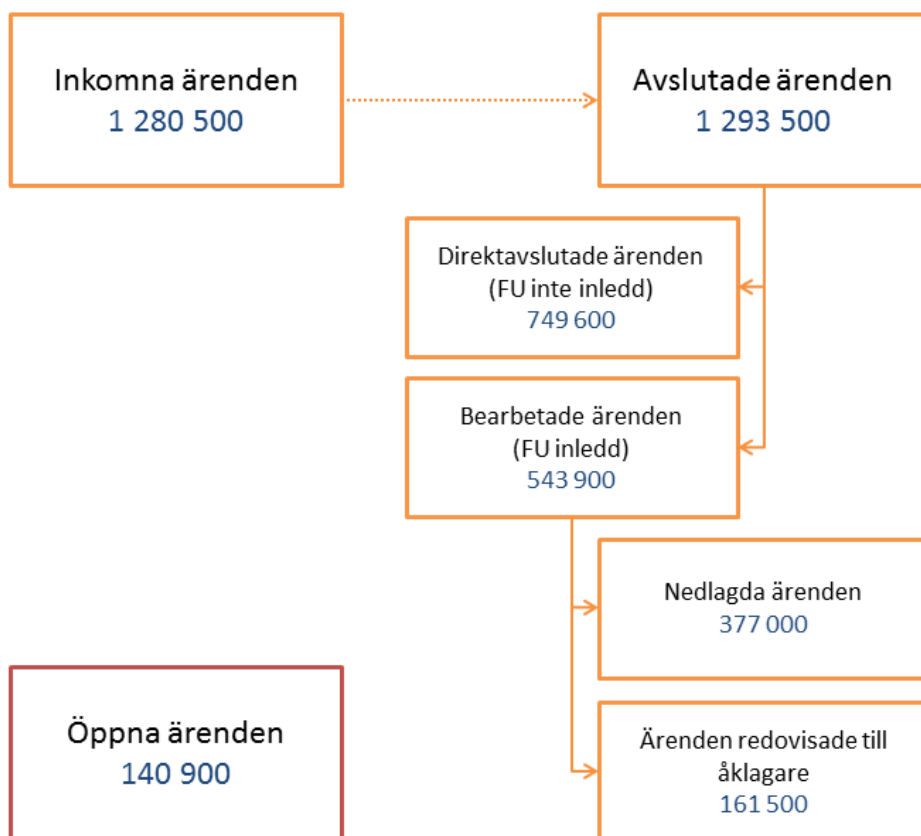 Inkomna ärenden
1 280 500
Avslutade ärenden
1 293 500
Direktavslutade ärenden
(FU inte inledd)
749 600
Bearbetade ärenden
(FU inledd)
543 900
Nedlagda ärenden
377 000
Öppna ärenden
140 900
Ärenden redovisade till
åklagare
161 500